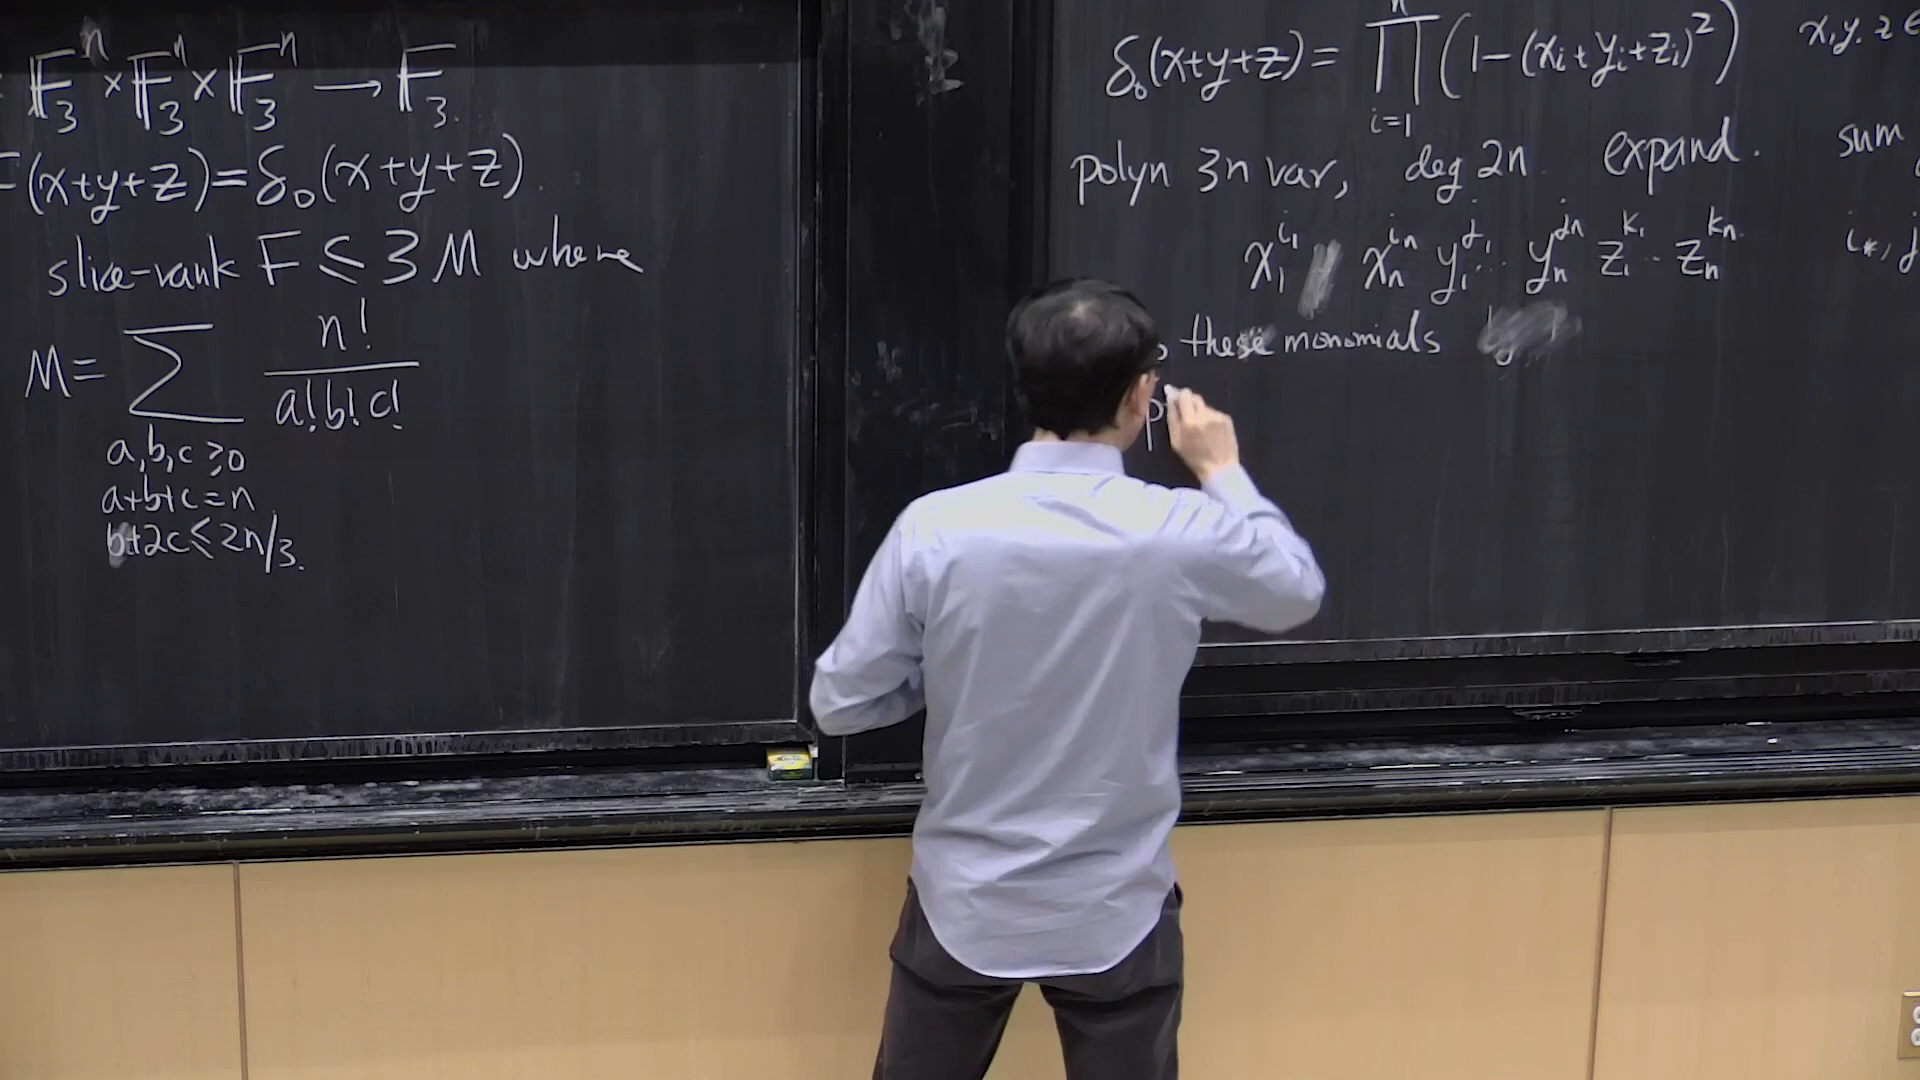 : F₃ⁿ × F₃ⁿ × F₃ⁿ → F₃.
F(x+y+z) = δ₀(x+y+z).
slice-rank F ≤ 3M where
M = ∑ n! / a! b! c!
a, b, c ≥ 0
a+b+c = n
b+2c ≤ 2n/3.
δ₀(x+y+z) = ∏ᵢ₌₁ⁿ (1-(xᵢ+yᵢ+zᵢ)²) x, y, z ∈
polyn 3n var, deg 2n. expand. sum
x₁^{i₁} xₙ^{iₙ} y₁^{j₁} ... yₙ^{jₙ} z₁^{k₁} ... zₙ^{kₙ}. i*, j
these monomials